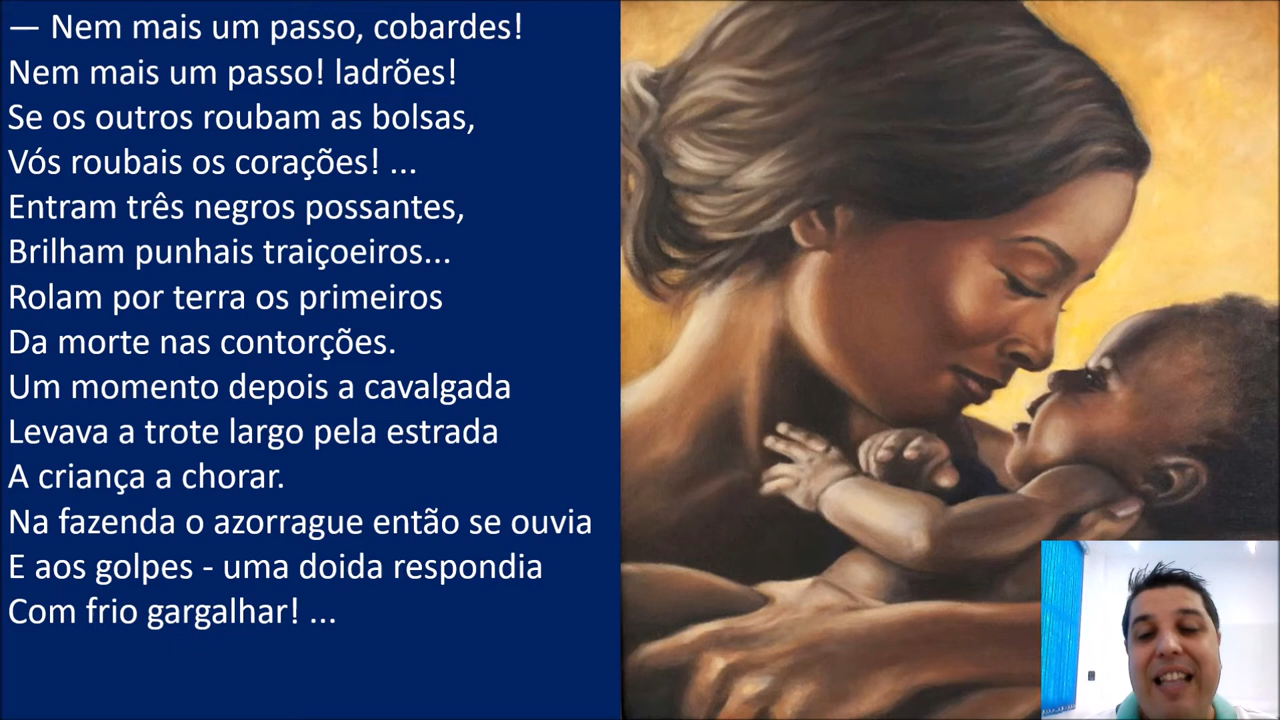 — Nem mais um passo, cobardes!
Nem mais um passo! ladrões!
Se os outros roubam as bolsas,
Vós roubais os corações! ...
Entram três negros possantes,
Brilham punhais traiçoeiros...
Rolam por terra os primeiros
Da morte nas contorções.
Um momento depois a cavalgada
Levava a trote largo pela estrada
A criança a chorar.
Na fazenda o azorrague então se ouvia
E aos golpes - uma doida respondia
Com frio gargalhar! ...